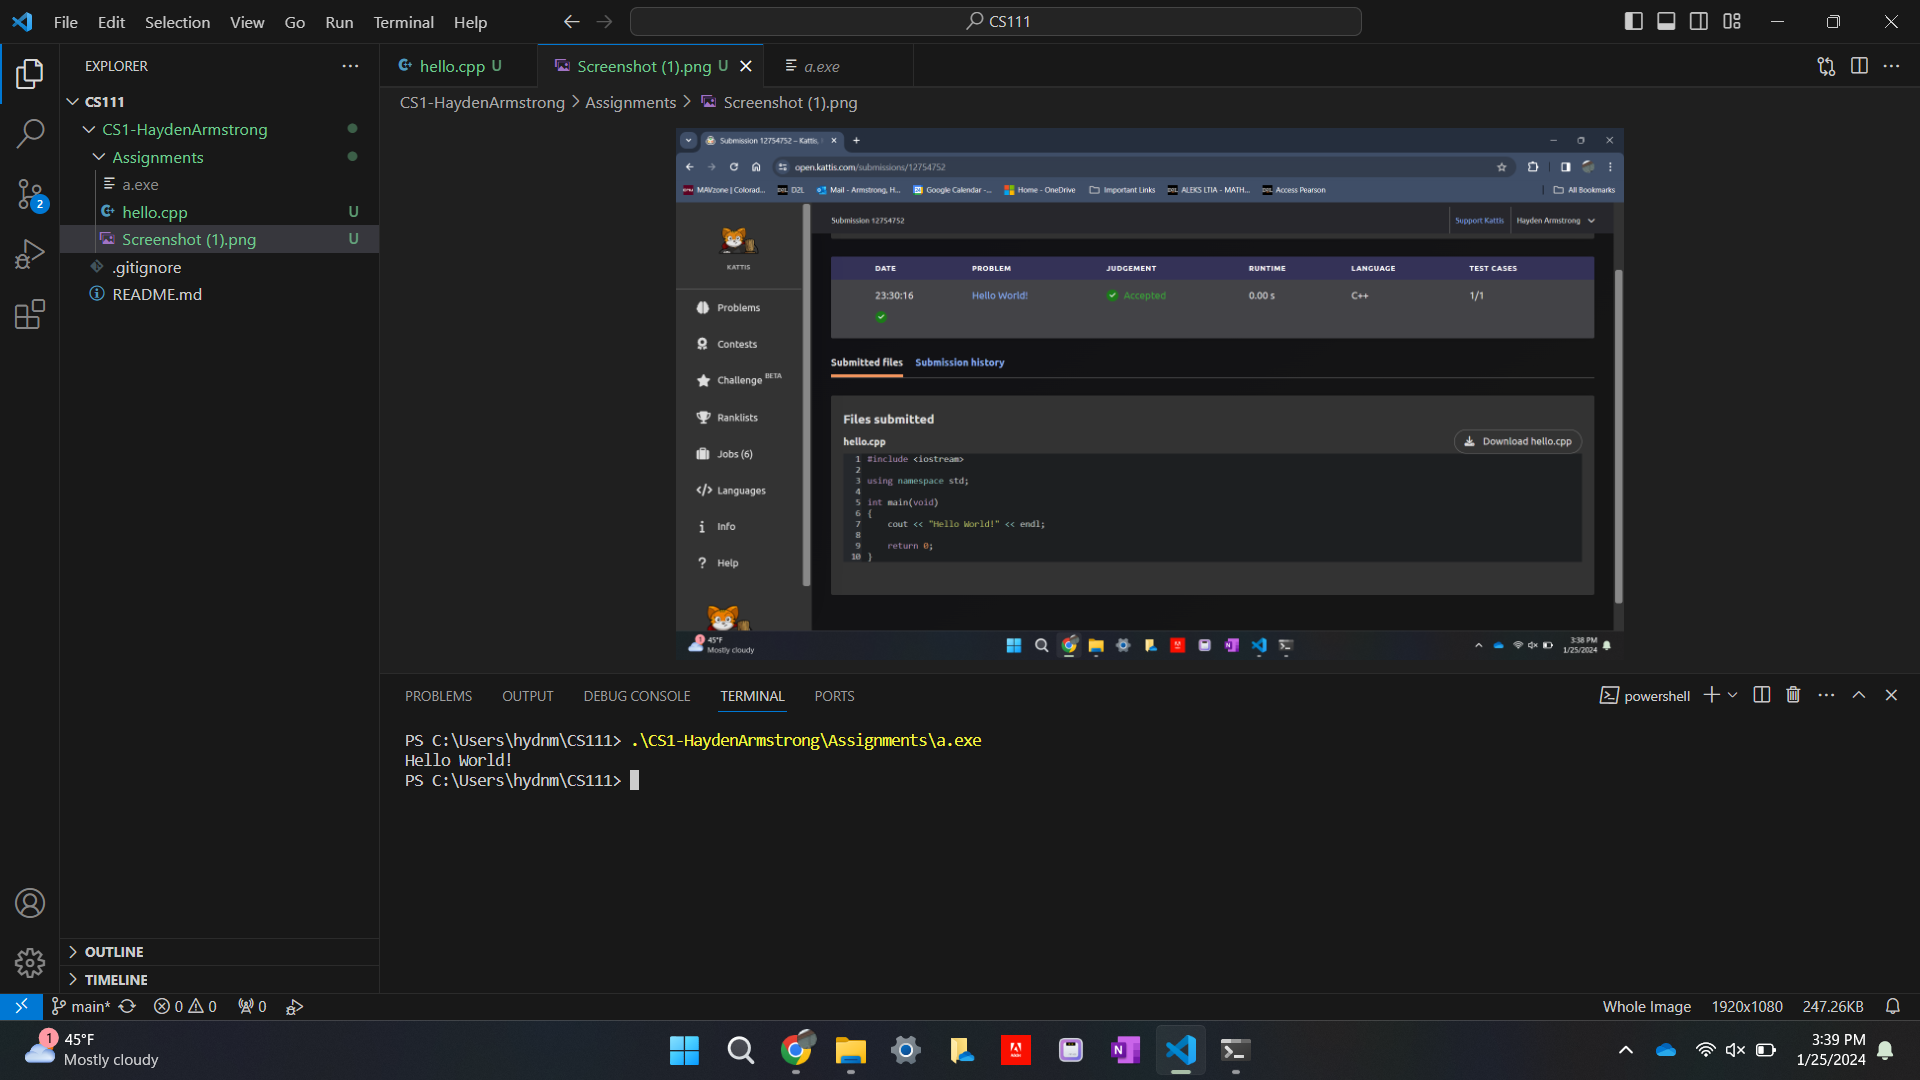 File Edit Selection View Go Run Terminal Help
CS111
EXPLORER
CS111
CS1-HaydenArmstrong
Assignments
a.exe
hello.cpp U
Screenshot (1).png U
.gitignore
README.md
2
OUTLINE
TIMELINE
hello.cpp U
Screenshot (1).png U
a.exe
CS1-HaydenArmstrong Assignments Screenshot (1).png
Submission 12754752 – Kattis,
open.kattis.com/submissions/12754752
MAVzone | Colorad...
D2L
Mail - Armstrong, H...
Google Calendar -...
Home - OneDrive
Important Links
ALEKS LTIA - MATH...
Access Pearson
All Bookmarks
KATTIS
Problems
Contests
Challenge BETA
Ranklists
Jobs (6)
Languages
Info
Help
Submission 12754752
Support Kattis
Hayden Armstrong
DATE PROBLEM JUDGEMENT RUNTIME LANGUAGE TEST CASES
23:30:16 Hello World! Accepted 0.00 s C++ 1/1
Submitted files Submission history
Files submitted
hello.cpp
Download hello.cpp
1 #include <iostream>
2
3 using namespace std;
4
5 int main(void)
6 {
7 cout << "Hello World!" << endl;
8
9 return 0;
10 }
1
45°F
Mostly cloudy
3:38 PM
1/25/2024
PROBLEMS OUTPUT DEBUG CONSOLE TERMINAL PORTS
powershell
PS C:\Users\hydnm\CS111> .\CS1-HaydenArmstrong\Assignments\a.exe
Hello World!
PS C:\Users\hydnm\CS111>
main* 0 0 0
Whole Image 1920x1080 247.26KB
1
45°F
Mostly cloudy
3:39 PM
1/25/2024